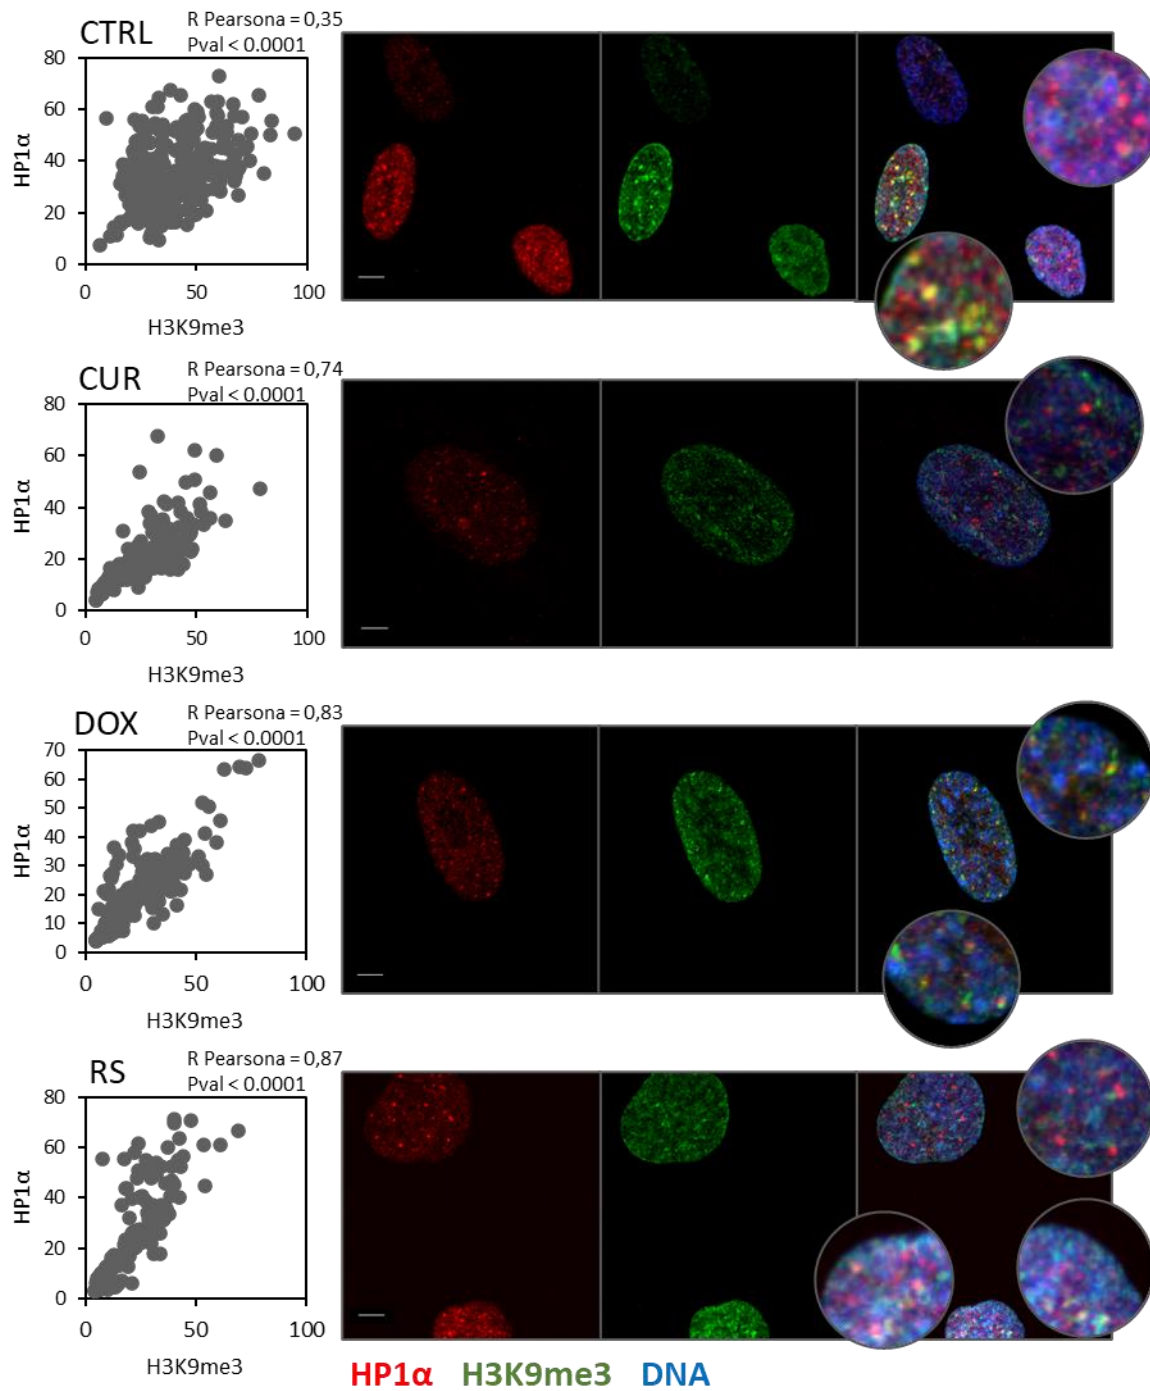 CTRL
R Pearsona = 0,35
Pval < 0.0001
80
60
40
20
0
HP1α
0 50 100
H3K9me3
CUR
R Pearsona = 0,74
Pval < 0.0001
80
60
40
20
0
HP1α
0 50 100
H3K9me3
DOX
R Pearsona = 0,83
Pval < 0.0001
70
60
50
40
30
20
10
0
HP1α
0 50 100
H3K9me3
RS
R Pearsona = 0,87
Pval < 0.0001
80
60
40
20
0
HP1α
0 50 100
H3K9me3
HP1α H3K9me3 DNA